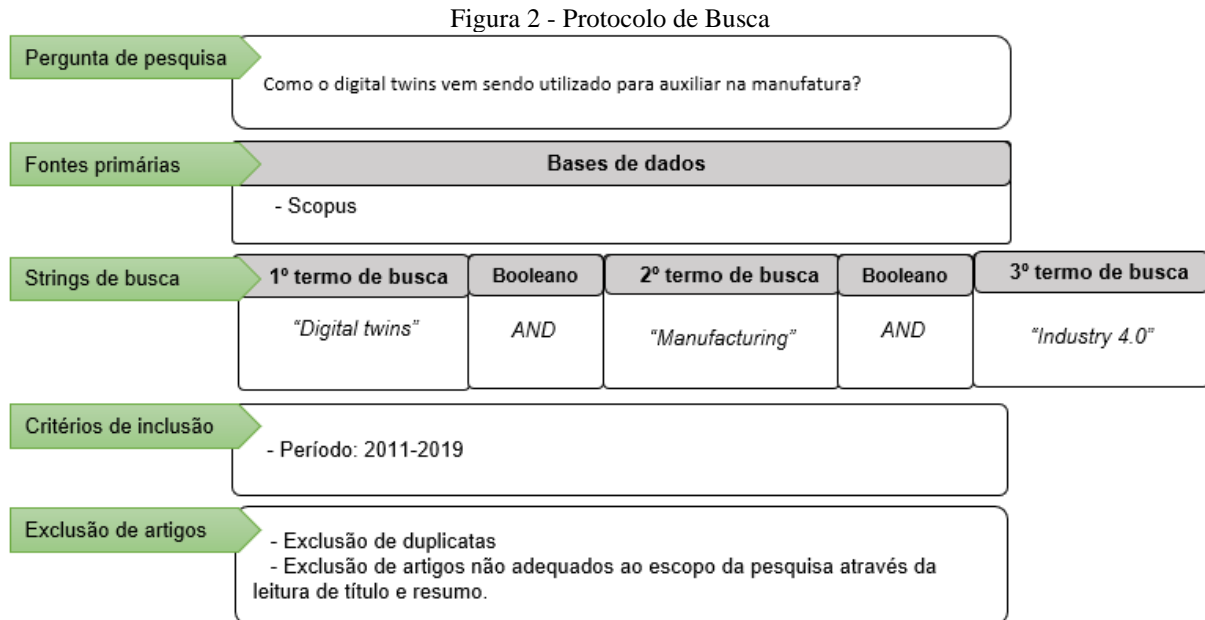 Figura 2 - Protocolo de Busca
Pergunta de pesquisa
Como o digital twins vem sendo utilizado para auxiliar na manufatura?
Fontes primárias
Bases de dados
- Scopus
Strings de busca
1º termo de busca
Booleano
2º termo de busca
Booleano
3º termo de busca
“Digital twins”
AND
“Manufacturing”
AND
“Industry 4.0”
Critérios de inclusão
- Período: 2011-2019
Exclusão de artigos
- Exclusão de duplicatas
- Exclusão de artigos não adequados ao escopo da pesquisa através da
leitura de título e resumo.